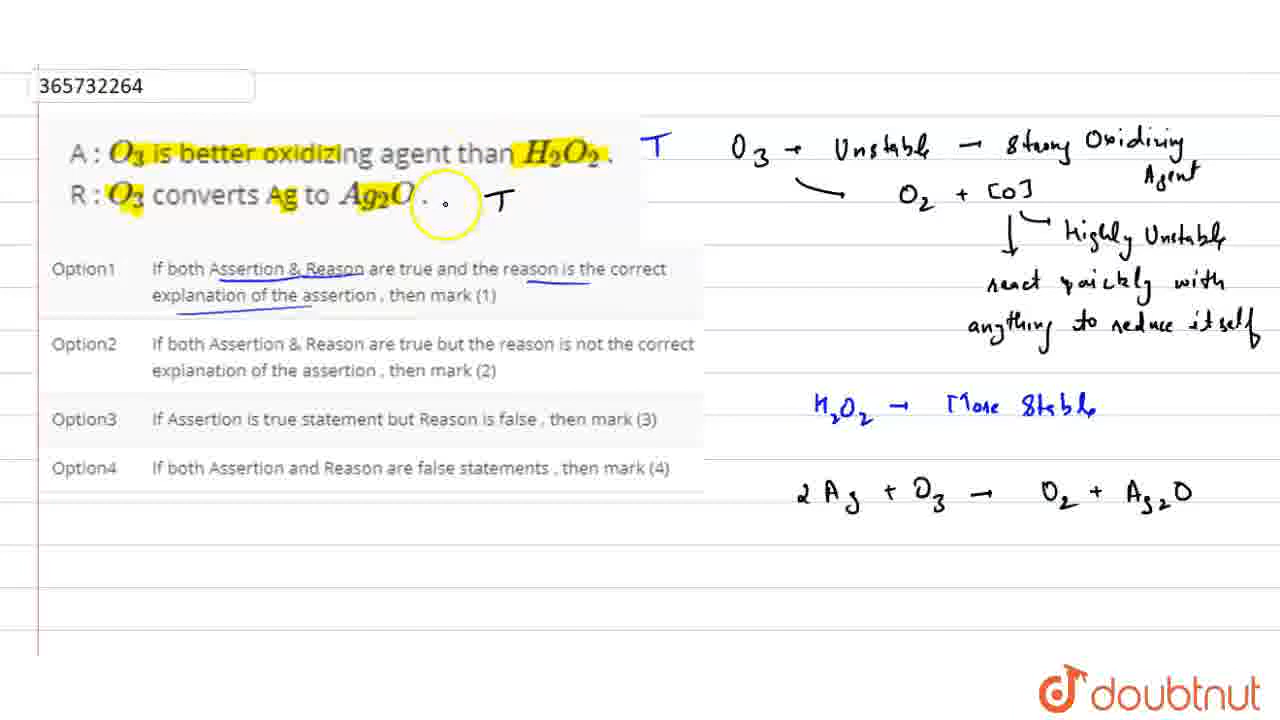 365732264
A : O₃ is better oxidizing agent than H₂O₂ . T
R : O₃ converts Ag to Ag₂O . T
Option1 If both Assertion & Reason are true and the reason is the correct
explanation of the assertion , then mark (1)
Option2 If both Assertion & Reason are true but the reason is not the correct
explanation of the assertion , then mark (2)
Option3 If Assertion is true statement but Reason is false , then mark (3)
Option4 If both Assertion and Reason are false statements , then mark (4)
O₃ → Unstable → Strong Oxidizing
Agent
O₂ + [O]
Highly Unstable
react quickly with
anything to reduce itself
H₂O₂ → More Stable
2 Ag + O₃ → O₂ + Ag₂O
doubtnut